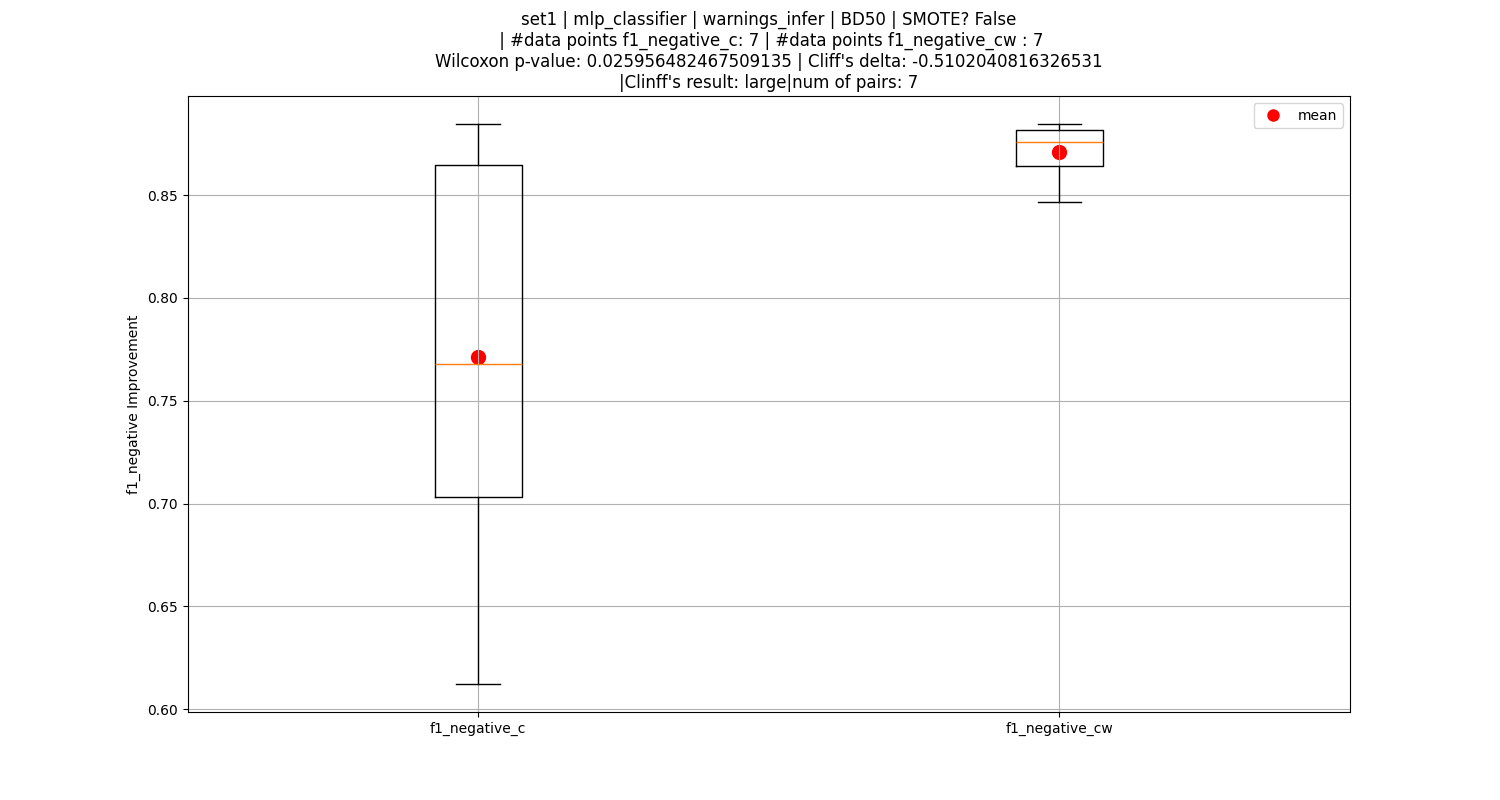 set1 | mlp_classifier | warnings_infer | BD50 | SMOTE? False
| #data points f1_negative_c: 7 | #data points f1_negative_cw : 7
Wilcoxon p-value: 0.025956482467509135 | Cliff's delta: -0.5102040816326531
|Clinff's result: large|num of pairs: 7
mean
0.85
0.80
0.75
0.70
0.65
0.60
f1_negative Improvement
f1_negative_c
f1_negative_cw